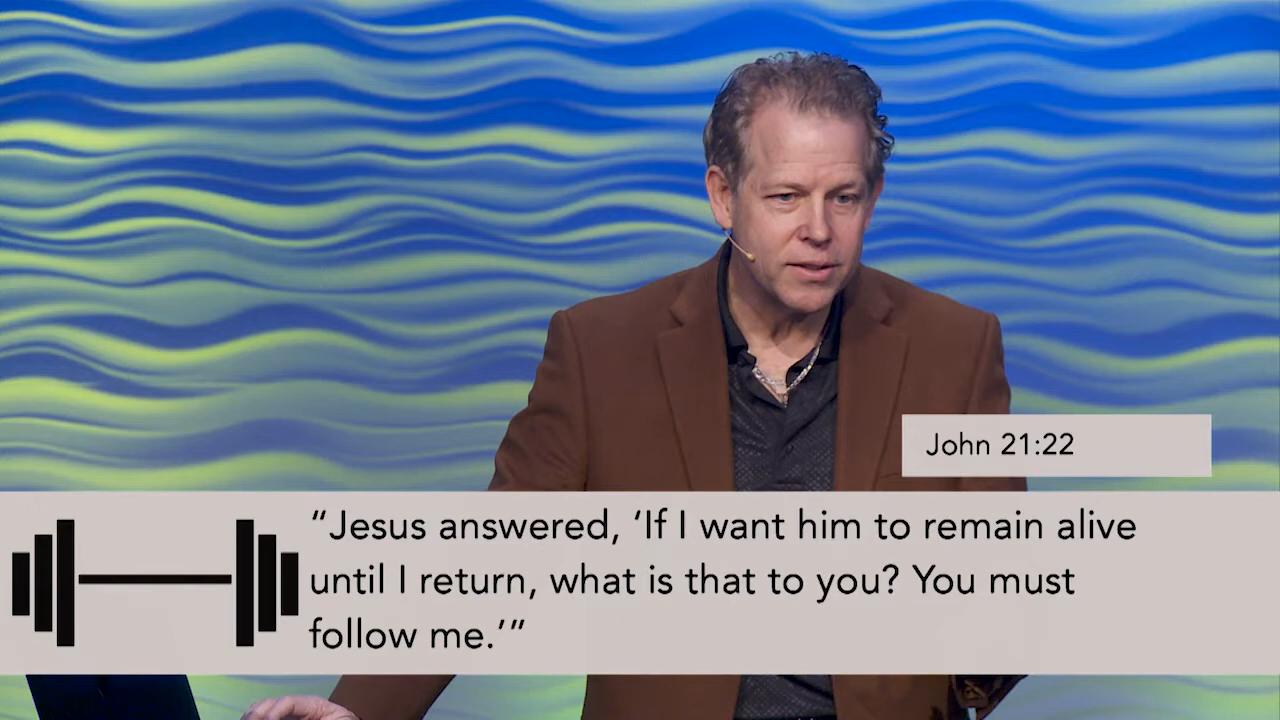 John 21:22
“Jesus answered, ‘If I want him to remain alive
until I return, what is that to you? You must
follow me.’”